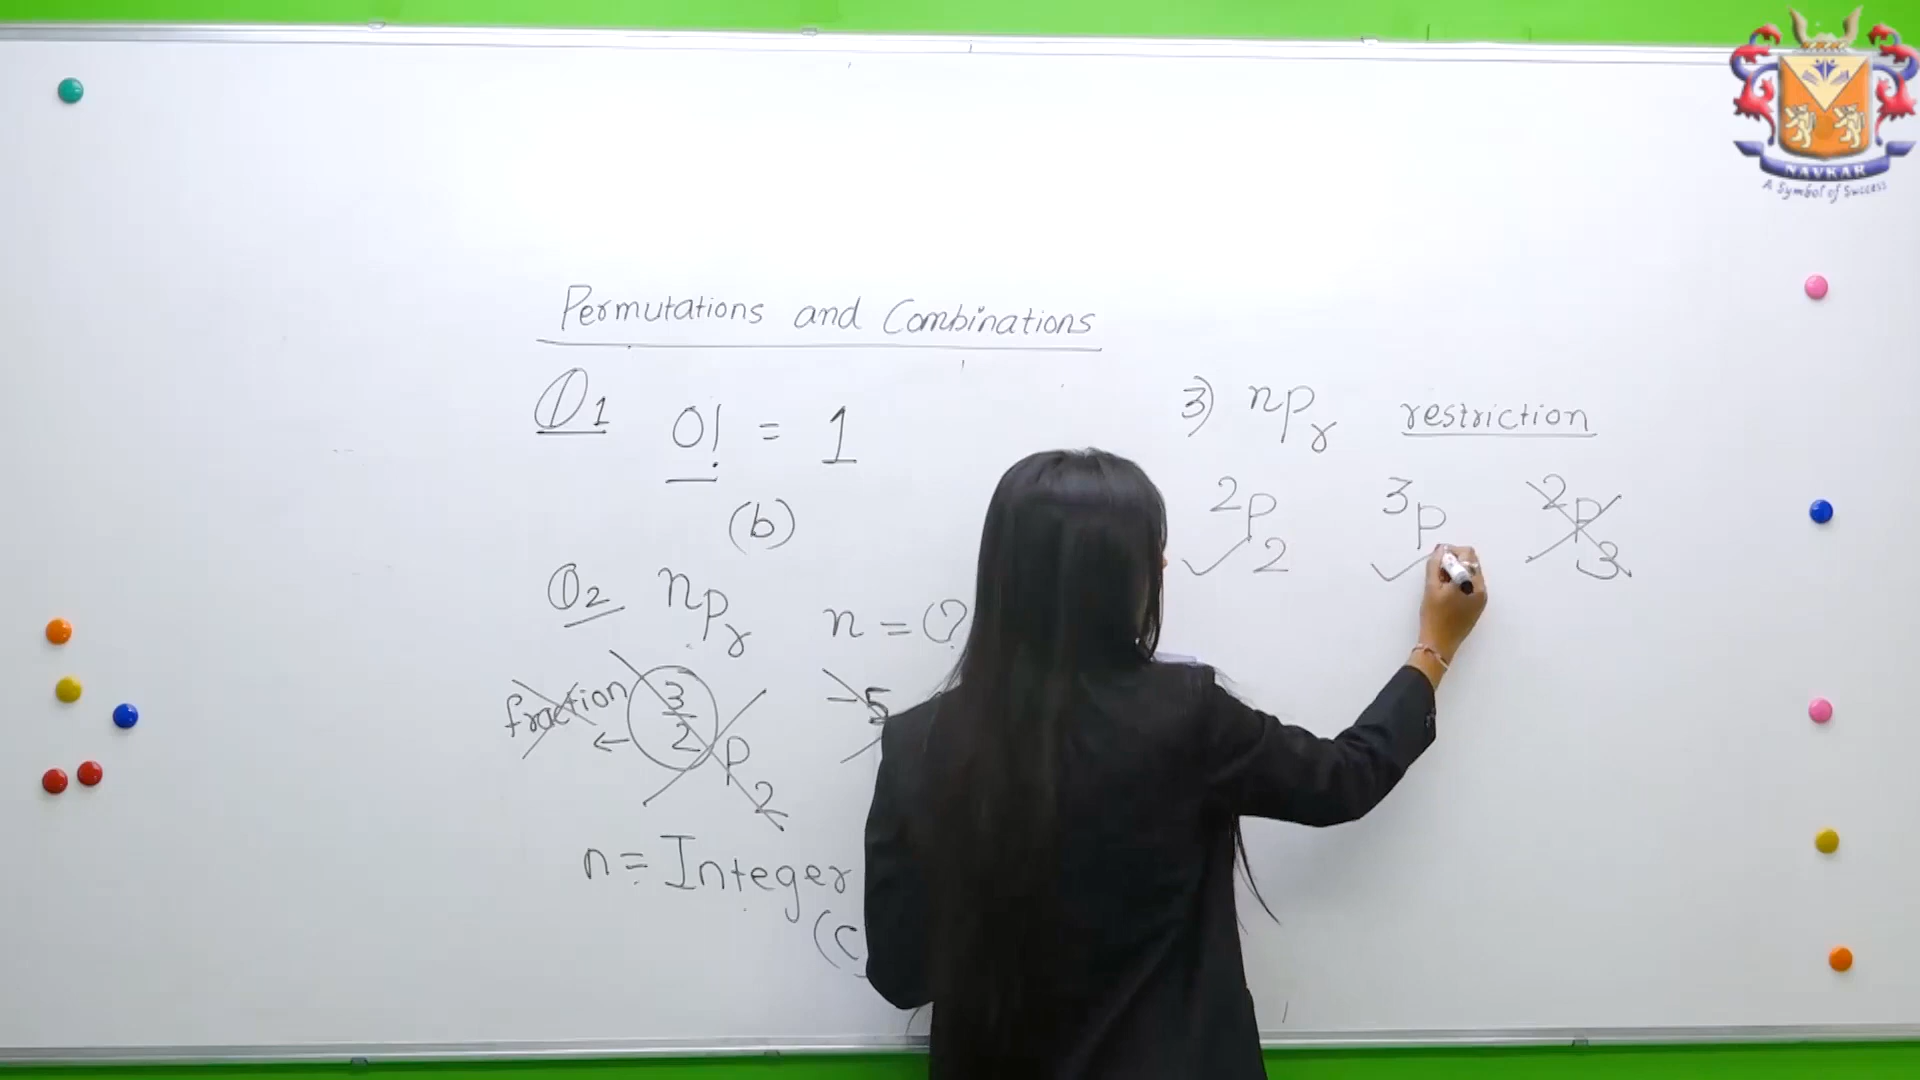 NAVKAR
A Symbol of Success
Permutations and Combinations
Q1 0! = 1
(b)
Q2 nPr n = ?
fraction ← 3/2 P 2
-5
n = Integer
(c
3) nPr restriction
2P2 3P 2P3